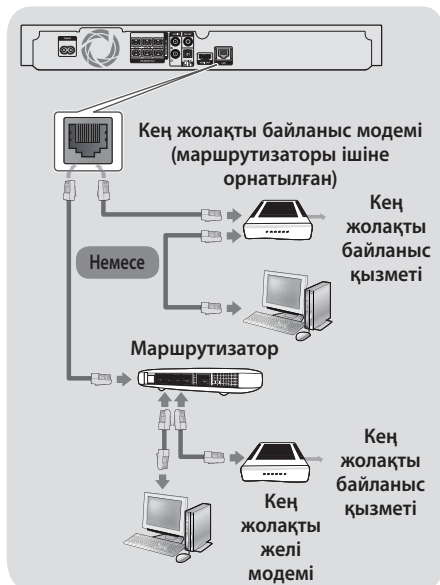 Кең жолақты байланыс модемі
(маршрутизаторы ішіне
орнатылған)
Кең
жолақты
байланыс
қызметі
Немесе
Маршрутизатор
Кең
жолақты
байланыс
қызметі
Кең
жолақты
желі
модемі